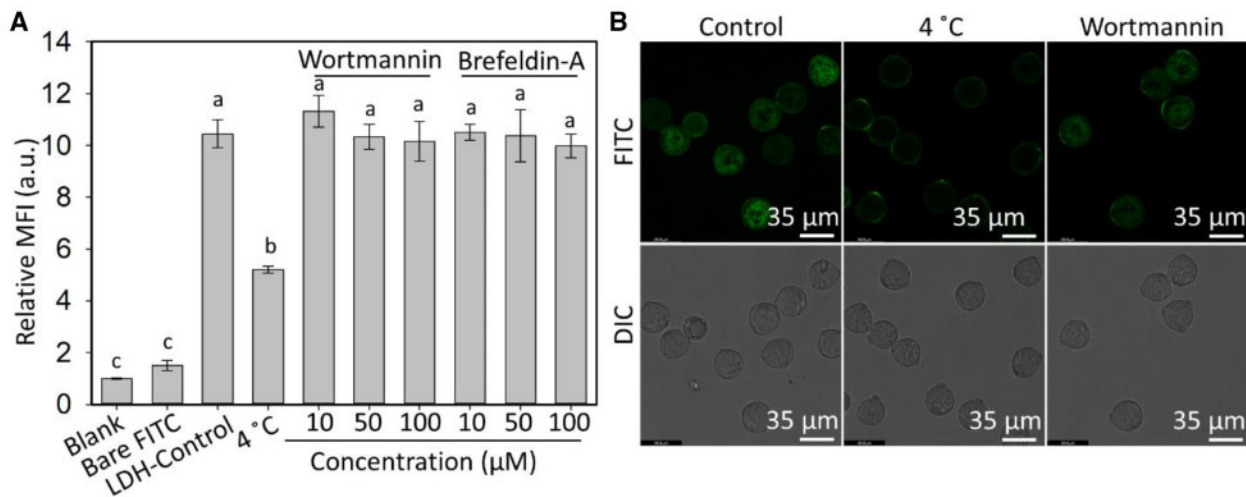 A
Relative MFI (a.u.)
14
12
10
8
6
4
2
0
Wortmannin
Brefeldin-A
c
c
a
b
a
a
a
a
a
a
Blank
Bare FITC
LDH-Control
4 ˚C
10
50
100
10
50
100
Concentration (µM)
B
Control
4 ˚C
Wortmannin
FITC
35 µm
35 µm
35 µm
DIC
35 µm
35 µm
35 µm